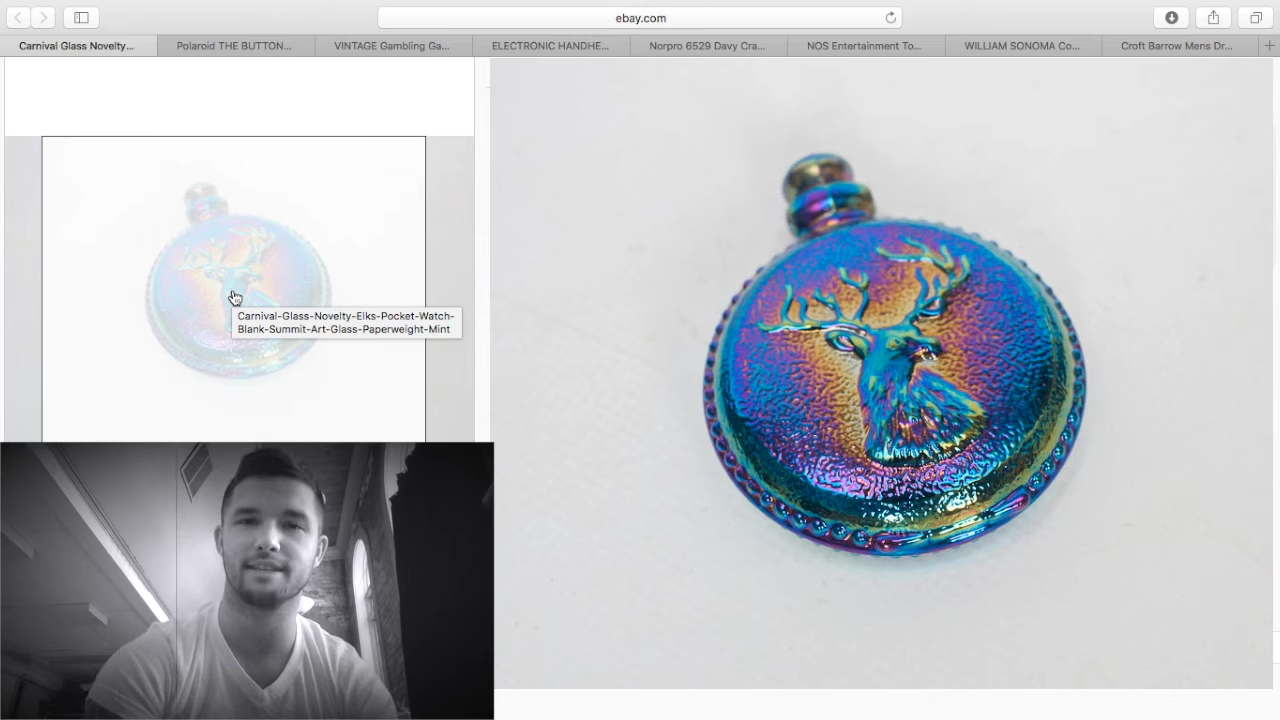 ebay.com
Carnival Glass Novelty...
Polaroid THE BUTTON...
VINTAGE Gambling Ga...
ELECTRONIC HANDHE...
Norpro 6529 Davy Cra...
NOS Entertainment To...
WILLIAM SONOMA Co...
Croft Barrow Mens Dr...
Carnival-Glass-Novelty-Elks-Pocket-Watch-
Blank-Summit-Art-Glass-Paperweight-Mint